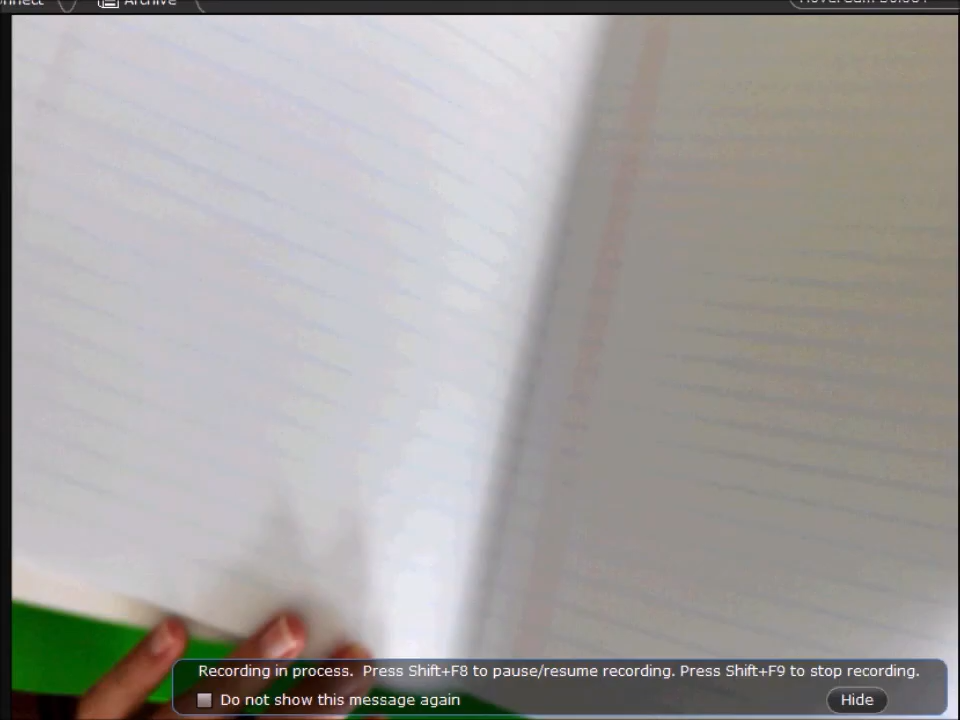 Archive
Recording in process. Press Shift+F8 to pause/resume recording. Press Shift+F9 to stop recording.
Do not show this message again
Hide